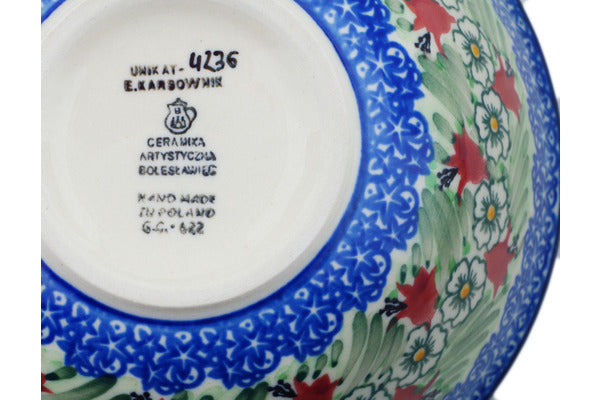 UNIKAT-4236
E.KARBOWNIK
CERAMIKA
ARTYSTYCZNA
BOLESŁAWIEC
HAND MADE
IN POLAND
G.C.-622